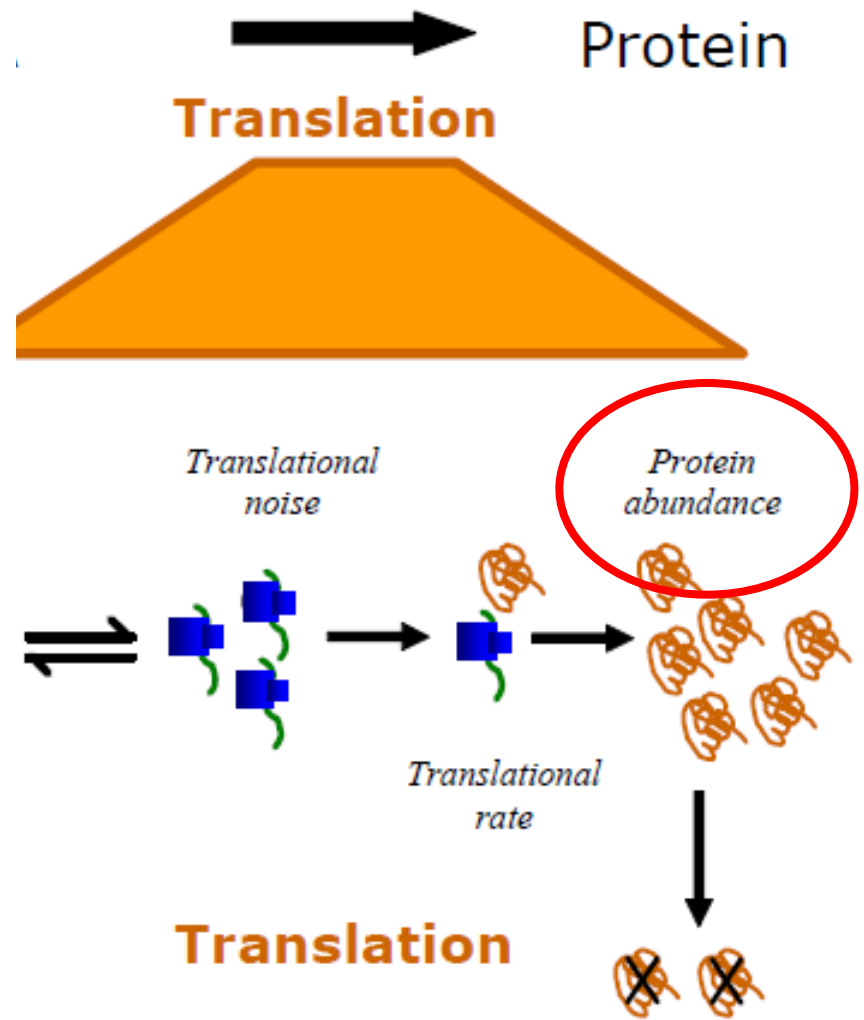 Protein
Translation
Translational
noise
Protein
abundance
Translational
rate
Translation